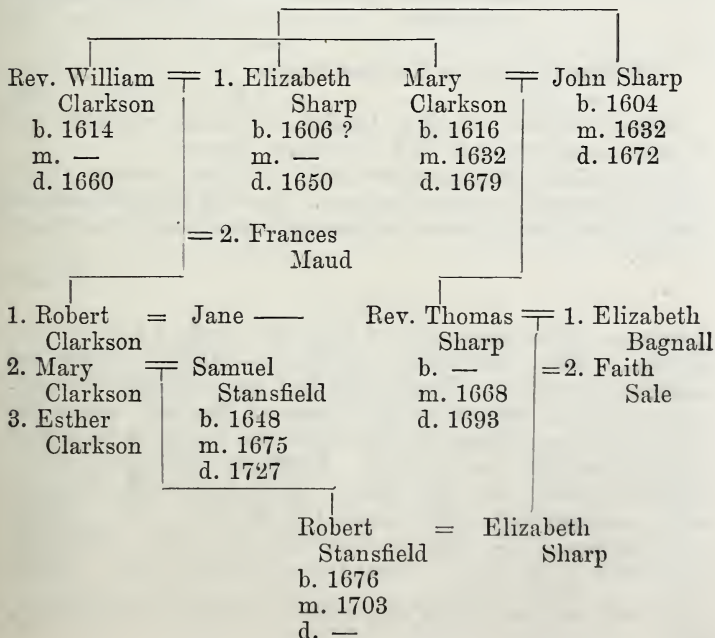 Rev. William = 1. Elizabeth Mary = John Sharp
Clarkson Sharp Clarkson b. 1604
b. 1614 b. 1606 ? b. 1616 m. 1632
m. — m. — m. 1632 d. 1672
d. 1660 d. 1650 d. 1679
= 2. Frances
Maud
1. Robert = Jane —— Rev. Thomas = 1. Elizabeth
Clarkson Sharp Bagnall
2. Mary = Samuel b. — =2. Faith
Clarkson Stansfield m. 1668 Sale
3. Esther b. 1648 d. 1693
Clarkson m. 1675
d. 1727
Robert = Elizabeth
Stansfield Sharp
b. 1676
m. 1703
d. —